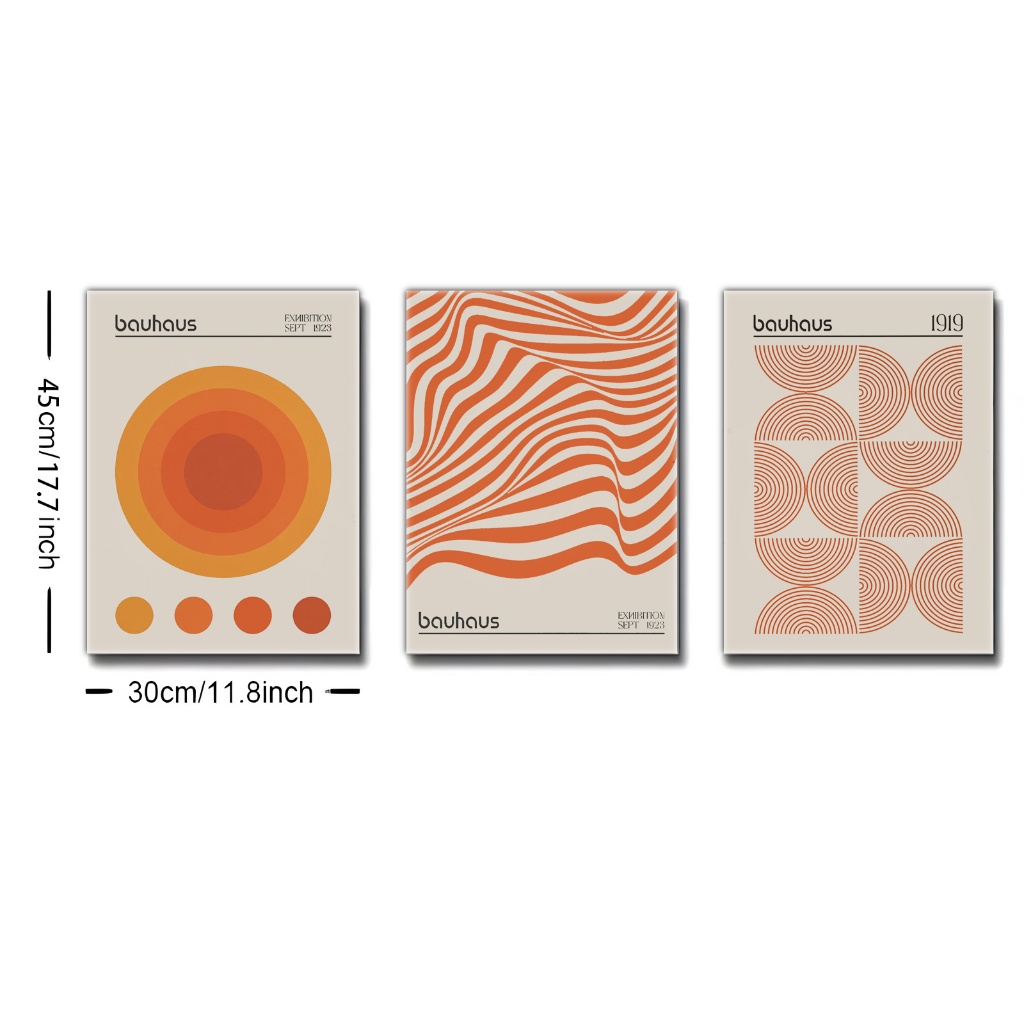 45cm/17.7inch
bauhaus
EXHIBITION
SEPT 1923
bauhaus
EXHIBITION
SEPT 1923
bauhaus
1919
30cm/11.8inch